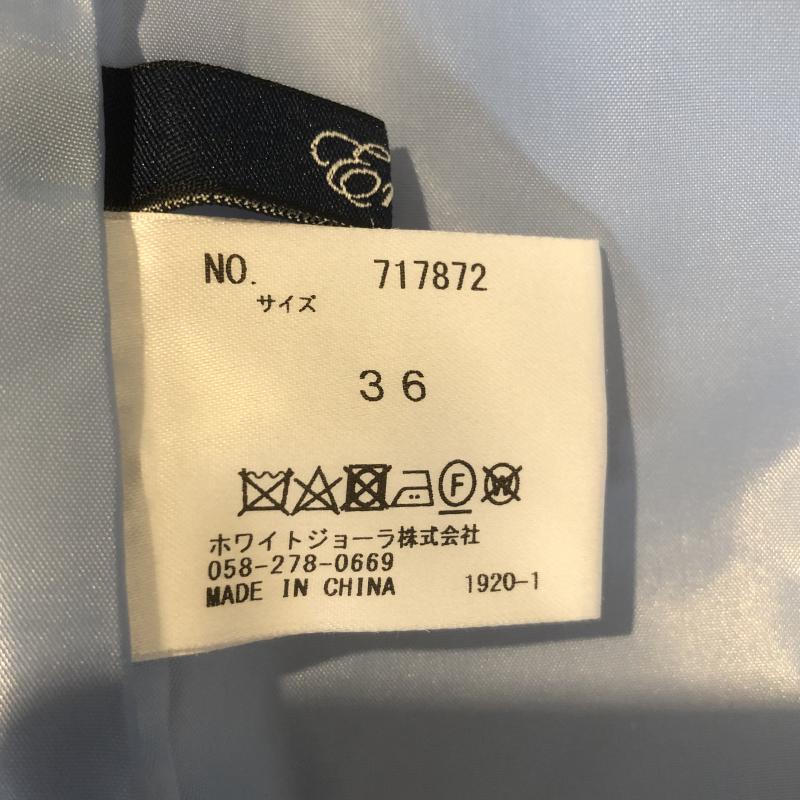 NO. 717872
サイズ
36
F W
ホワイトジョーラ株式会社
058-278-0669
MADE IN CHINA 1920-1